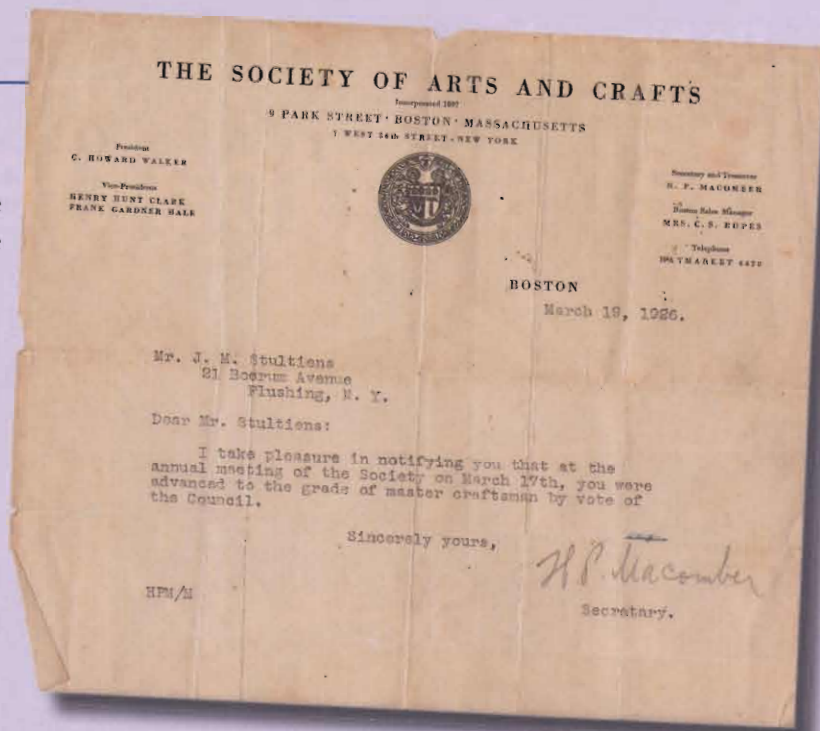 THE SOCIETY OF ARTS AND CRAFTS
Incorporated 1897
9 PARK STREET · BOSTON · MASSACHUSETTS
7 WEST 56th STREET · NEW YORK
President
C. HOWARD WALKER
Vice-Presidents
HENRY HUNT CLARK
FRANK GARDNER HALE
Secretary and Treasurer
H. P. MACOMBER
Boston Sales Manager
MRS. C. S. ROPES
Telephone
HAYMARKET
BOSTON
March 19, 1926.
Mr. J. M. Stultiens
21 Boerum Avenue
Flushing, N. Y.
Dear Mr. Stultiens:
I take pleasure in notifying you that at the
annual meeting of the Society on March 17th, you were
advanced to the grade of master craftsman by vote of
the Council.
Sincerely yours,
H P. Macomber
HPM/M
Secretary.